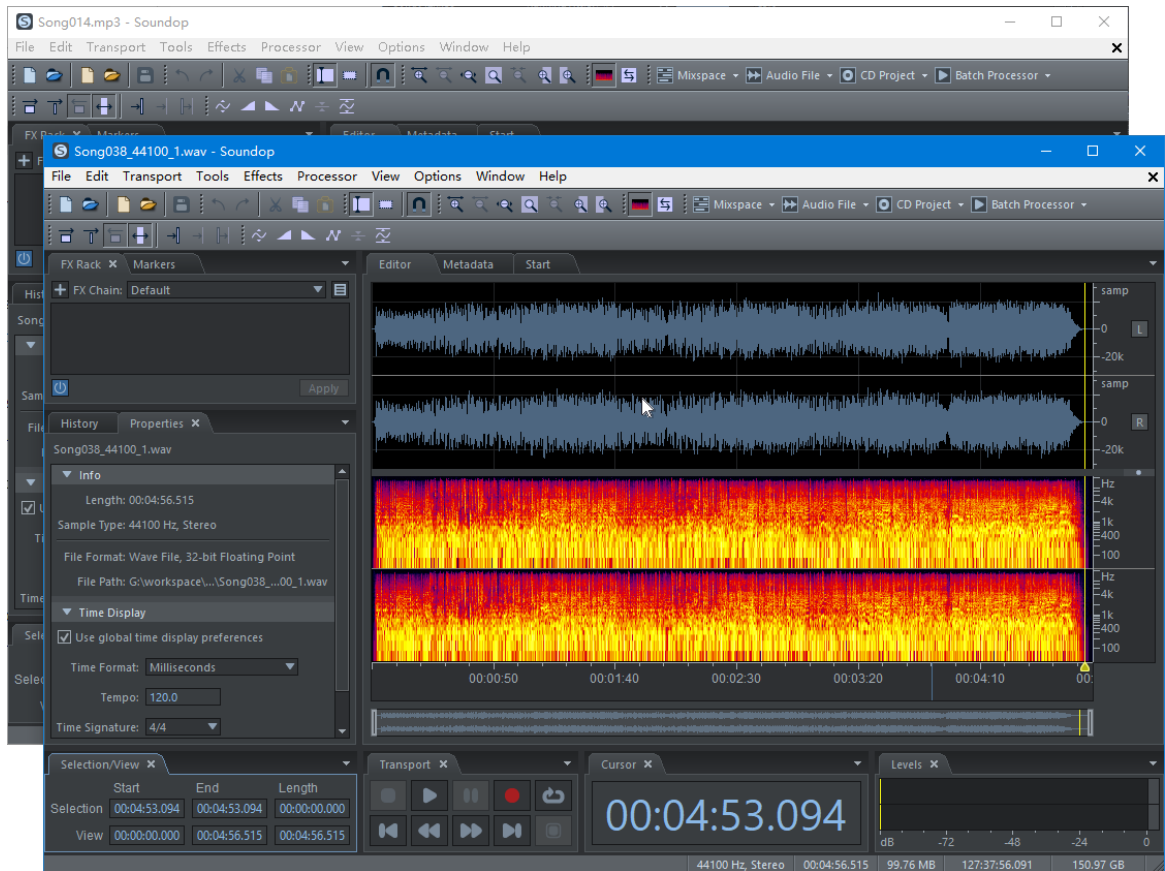 Song014.mp3 - Soundop
File Edit Transport Tools Effects Processor View Options Window Help
Mixspace Audio File CD Project Batch Processor
FX Rack Markers Editor Metadata Start
Song038_44100_1.wav - Soundop
File Edit Transport Tools Effects Processor View Options Window Help
Mixspace Audio File CD Project Batch Processor
FX Rack Markers
FX Chain: Default
Apply
Editor Metadata Start
samp
0
-20k
L
samp
0
-20k
R
Hz
4k
1k
400
100
Hz
4k
1k
400
100
00:00:50 00:01:40 00:02:30 00:03:20 00:04:10 00:
History Properties
Song038_44100_1.wav
Info
Length: 00:04:56.515
Sample Type: 44100 Hz, Stereo
File Format: Wave File, 32-bit Floating Point
File Path: G:\workspace\...\Song038_...00_1.wav
Time Display
Use global time display preferences
Time Format: Milliseconds
Tempo: 120.0
Time Signature: 4/4
Selection/View
Start End Length
Selection 00:04:53.094 00:04:53.094 00:00:00.000
View 00:00:00.000 00:04:56.515 00:04:56.515
Transport
Cursor
00:04:53.094
Levels
dB -72 -48 -24 0
44100 Hz, Stereo 00:04:56.515 99.76 MB 127:37:56.091 150.97 GB